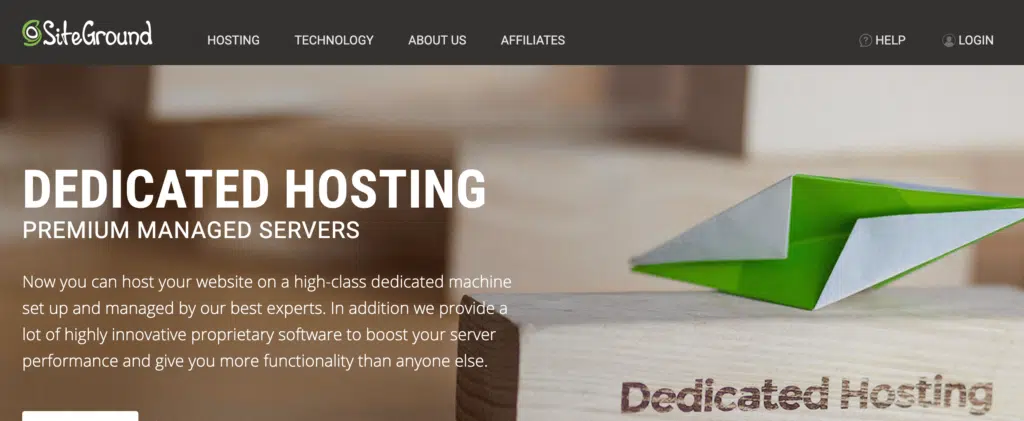 SiteGround
HOSTING TECHNOLOGY ABOUT US AFFILIATES HELP LOGIN
DEDICATED HOSTING
PREMIUM MANAGED SERVERS
Now you can host your website on a high-class dedicated machine
set up and managed by our best experts. In addition we provide a
lot of highly innovative proprietary software to boost your server
performance and give you more functionality than anyone else.
Dedicated Hosting